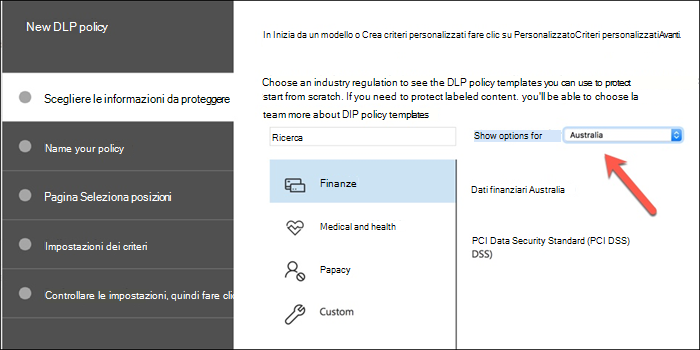 New DLP policy
Scegliere le informazioni da proteggere
Name your policy
Pagina Seleziona posizioni
Impostazioni dei criteri
Controllare le impostazioni, quindi fare clic
In Inizia da un modello o Crea criteri personalizzati fare clic su PersonalizzatoCriteri personalizzatiAvanti.
Choose an industry regulation to see the DLP policy templates you can use to protect
start from scratch. If you need to protect labeled content. you'll be able to choose la
team more about DIP policy templates
Ricerca
Show options for
Australia
Finanze
Medical and health
Papacy
Custom
Dati finanziari Australia
PCI Data Security Standard (PCI DSS)
DSS)